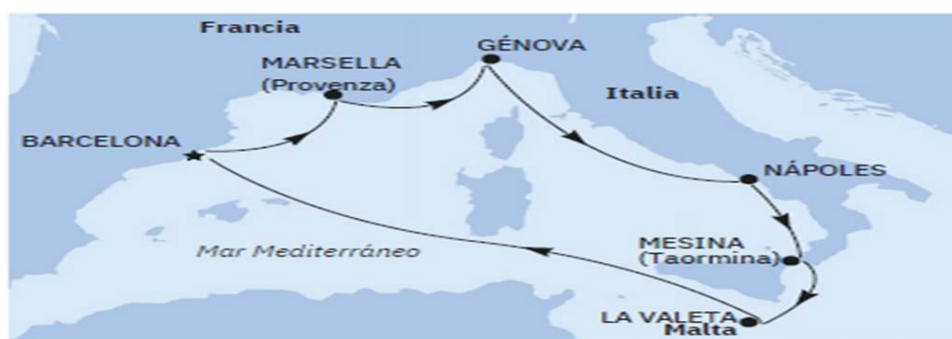 Francia
GÉNOVA
MARSELLA
(Provenza)
Italia
BARCELONA
NÁPOLES
Mar Mediterráneo
MESINA
(Taormina)
LA VALETA
Malta